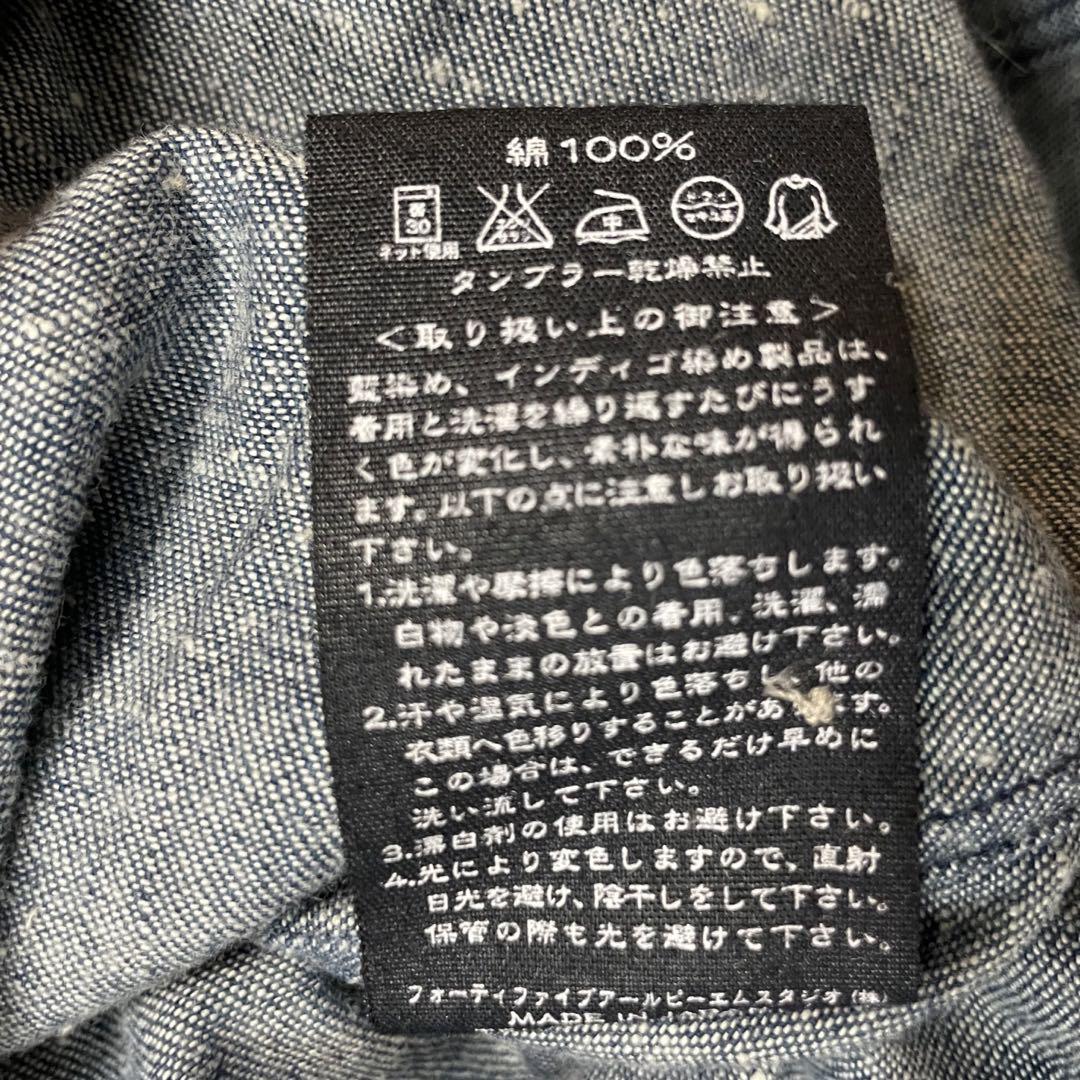 綿100%
弱 30 中
ネット使用
タンブラー乾燥禁止
＜取り扱い上の御注意＞
藍染め、インディゴ染め製品は、
着用と洗濯を繰り返すたびにうす
く色が変化し、素朴な味が得られ
ます。以下の点に注意しお取り扱い
下さい。
1.洗濯や摩擦により色落ちします。
白物や淡色との着用、洗濯、濡
れたままの放置はお避け下さい。
2.汗や湿気により色落ちし、他の
衣類へ色移りすることがあります。
この場合は、できるだけ早めに
洗い流して下さい。
3.漂白剤の使用はお避け下さい。
4.光により変色しますので、直射
日光を避け、陰干しをして下さい。
保管の際も光を避けて下さい。
フォーティファイブアールピーエムスタジオ(株)
MADE IN